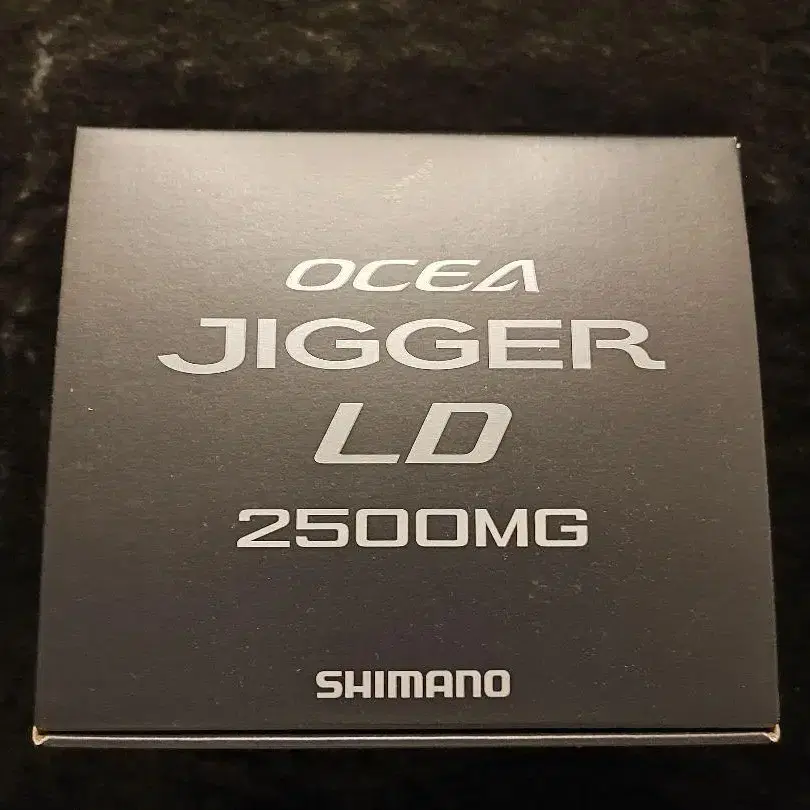 OCEA
JIGGER
LD
2500MG
SHIMANO